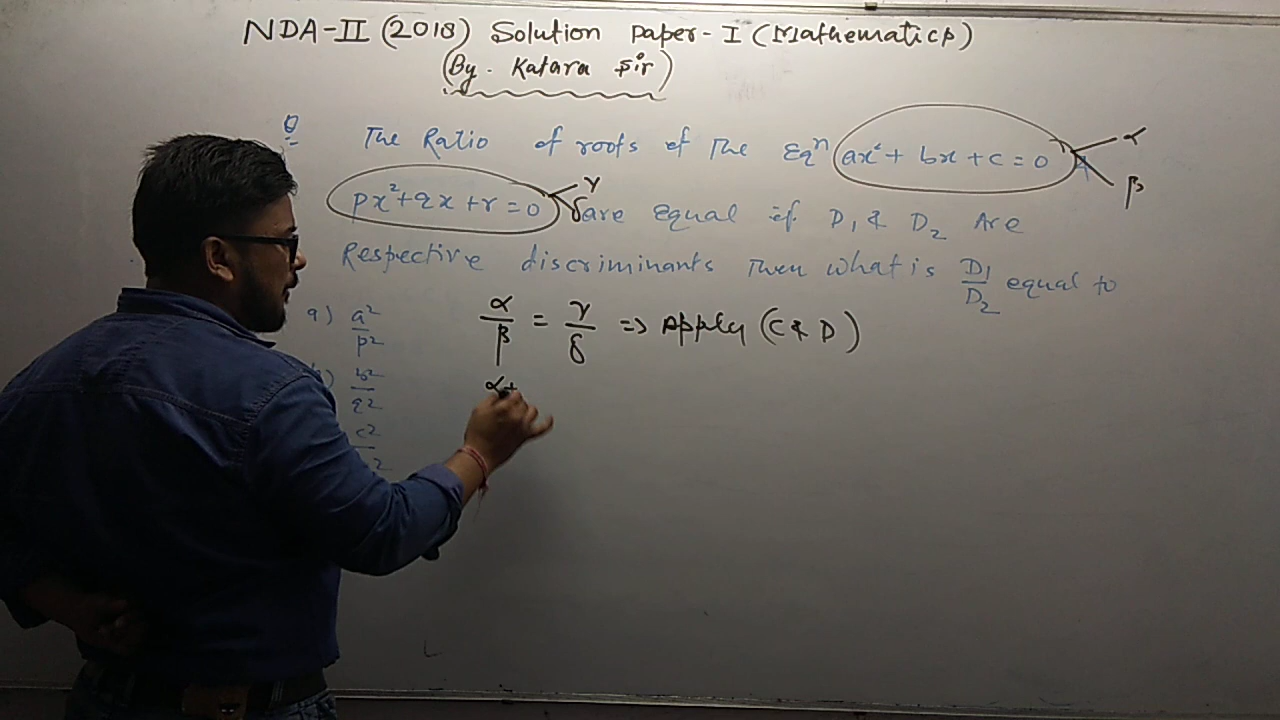 NDA-II (2018) Solution Paper-I (Mathematics)
(By. Katara Sir)
Q The Ratio of roots of The Eqⁿ ax² + bx + c = 0 α β
px² + qx + r = 0 γ δ are equal if D₁ & D₂ Are
Respective discriminants Then what is D₁/D₂ equal to
a) a²/p²
) b²/q²
c²
2
α/β = γ/δ => Apply (C & D)
α+